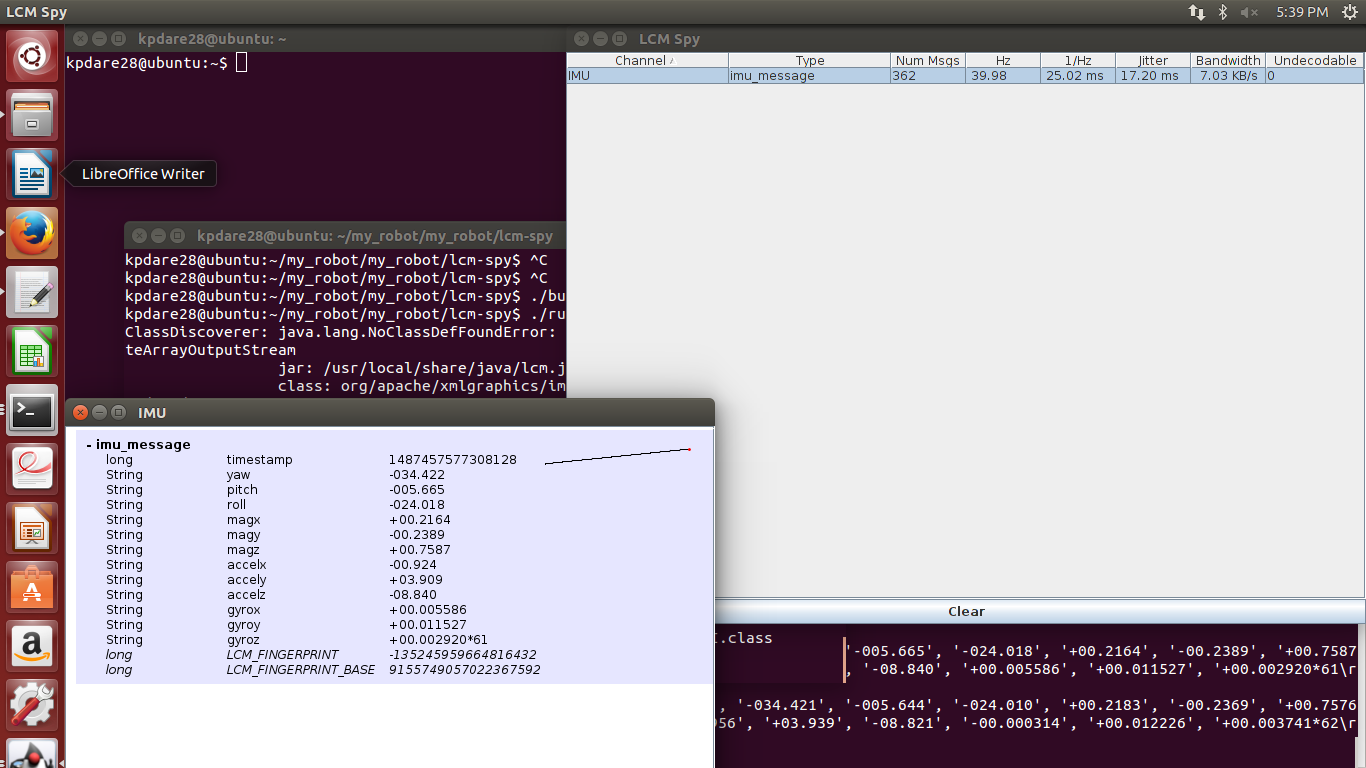 LCM Spy
5:39 PM
kpdare28@ubuntu: ~
kpdare28@ubuntu:~$
LibreOffice Writer
LCM Spy
Channel Type Num Msgs Hz 1/Hz Jitter Bandwidth Undecodable
IMU imu_message 362 39.98 25.02 ms 17.20 ms 7.03 KB/s 0
kpdare28@ubuntu: ~/my_robot/my_robot/lcm-spy
kpdare28@ubuntu:~/my_robot/my_robot/lcm-spy$ ^C
kpdare28@ubuntu:~/my_robot/my_robot/lcm-spy$ ^C
kpdare28@ubuntu:~/my_robot/my_robot/lcm-spy$ ./bu
kpdare28@ubuntu:~/my_robot/my_robot/lcm-spy$ ./ru
ClassDiscoverer: java.lang.NoClassDefFoundError:
teArrayOutputStream
jar: /usr/local/share/java/lcm.j
class: org/apache/xmlgraphics/im
IMU
- imu_message
long timestamp 1487457577308128
String yaw -034.422
String pitch -005.665
String roll -024.018
String magx +00.2164
String magy -00.2389
String magz +00.7587
String accelx -00.924
String accely +03.909
String accelz -08.840
String gyrox +00.005586
String gyroy +00.011527
String gyroz +00.002920*61
long LCM_FINGERPRINT -135245959664816432
long LCM_FINGERPRINT_BASE 9155749057022367592
Clear
.class
'-005.665', '-024.018', '+00.2164', '-00.2389', '+00.7587
, '-08.840', '+00.005586', '+00.011527', '+00.002920*61\r
, '-034.421', '-005.644', '-024.010', '+00.2183', '-00.2369', '+00.7576
56', '+03.939', '-08.821', '-00.000314', '+00.012226', '+00.003741*62\r